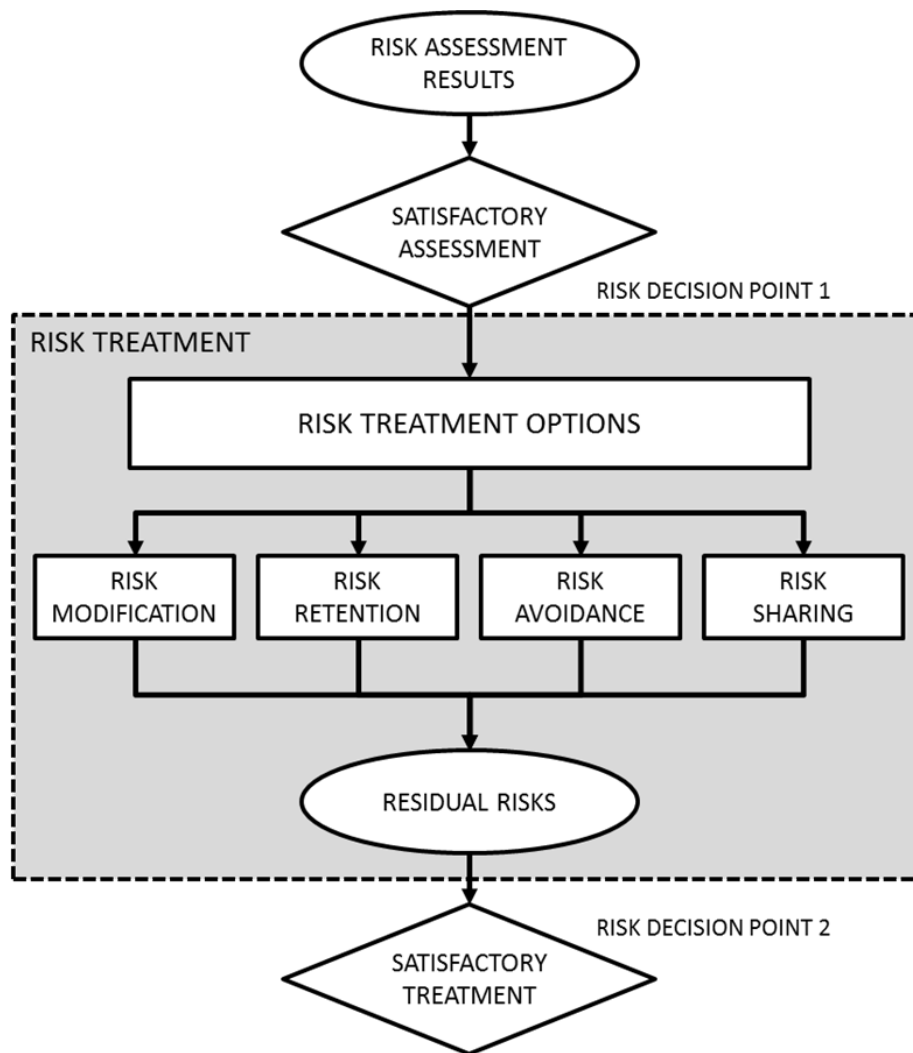 RISK ASSESSMENT
RESULTS
SATISFACTORY
ASSESSMENT
RISK DECISION POINT 1
RISK TREATMENT
RISK TREATMENT OPTIONS
RISK
MODIFICATION
RISK
RETENTION
RISK
AVOIDANCE
RISK
SHARING
RESIDUAL RISKS
RISK DECISION POINT 2
SATISFACTORY
TREATMENT